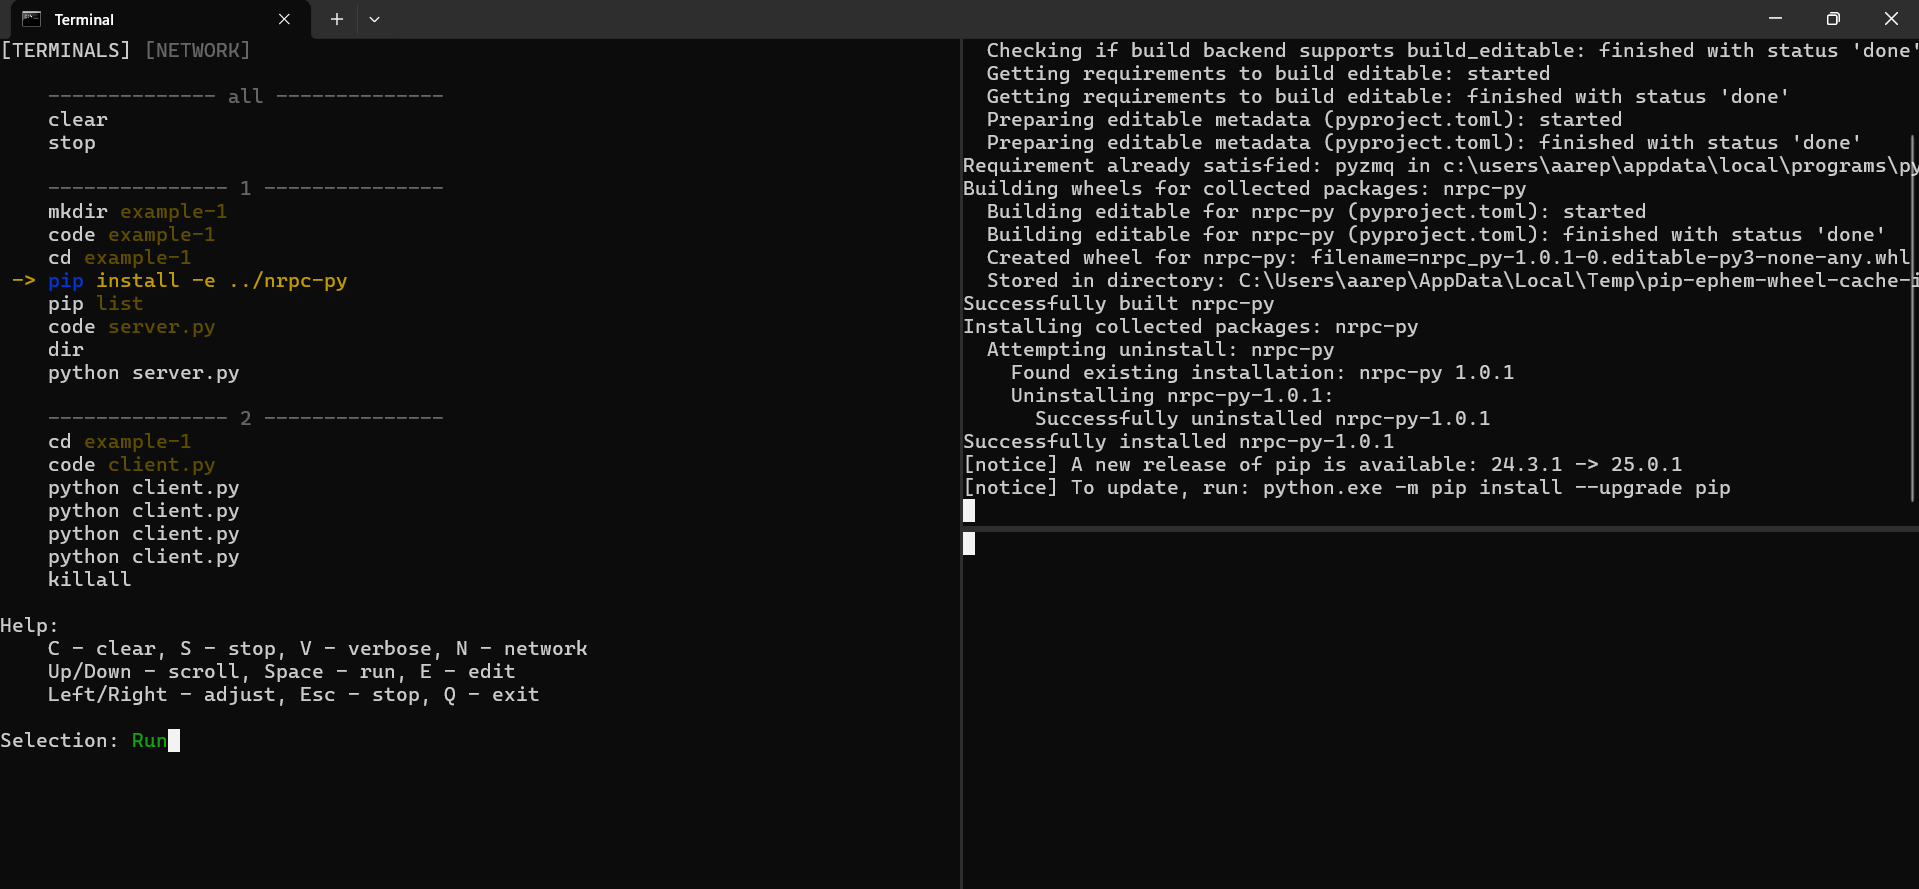 Terminal
[TERMINALS] [NETWORK]
-------------- all --------------
clear
stop
--------------- 1 ---------------
mkdir example-1
code example-1
cd example-1
-> pip install -e ../nrpc-py
pip list
code server.py
dir
python server.py
--------------- 2 ---------------
cd example-1
code client.py
python client.py
python client.py
python client.py
python client.py
killall
Help:
C - clear, S - stop, V - verbose, N - network
Up/Down - scroll, Space - run, E - edit
Left/Right - adjust, Esc - stop, Q - exit
Selection: Run
Checking if build backend supports build_editable: finished with status 'done'
Getting requirements to build editable: started
Getting requirements to build editable: finished with status 'done'
Preparing editable metadata (pyproject.toml): started
Preparing editable metadata (pyproject.toml): finished with status 'done'
Requirement already satisfied: pyzmq in c:\users\aarep\appdata\local\programs\py
Building wheels for collected packages: nrpc-py
Building editable for nrpc-py (pyproject.toml): started
Building editable for nrpc-py (pyproject.toml): finished with status 'done'
Created wheel for nrpc-py: filename=nrpc_py-1.0.1-0.editable-py3-none-any.whl
Stored in directory: C:\Users\aarep\AppData\Local\Temp\pip-ephem-wheel-cache-i
Successfully built nrpc-py
Installing collected packages: nrpc-py
Attempting uninstall: nrpc-py
Found existing installation: nrpc-py 1.0.1
Uninstalling nrpc-py-1.0.1:
Successfully uninstalled nrpc-py-1.0.1
Successfully installed nrpc-py-1.0.1
[notice] A new release of pip is available: 24.3.1 -> 25.0.1
[notice] To update, run: python.exe -m pip install --upgrade pip